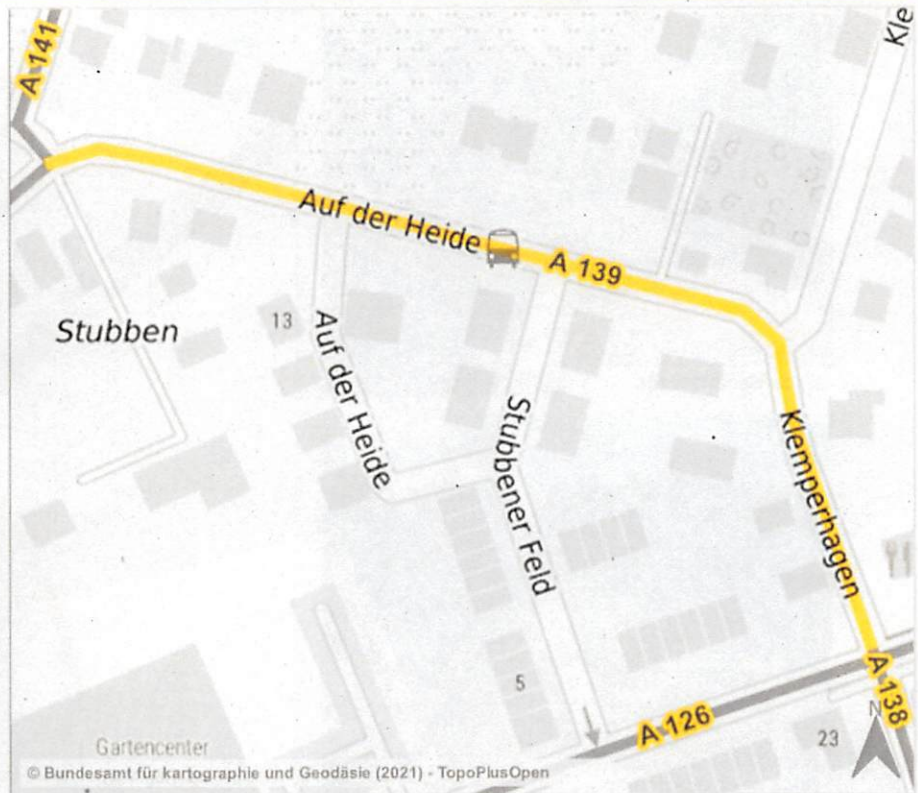 Kle
A 141
Auf der Heide
A 139
Stubben
13
Auf der Heide
Stubbener Feld
Klemperhagen
5
A 126
A 138
N
23
Gartencenter
© Bundesamt für kartographie und Geodäsie (2021) - TopoPlusOpen